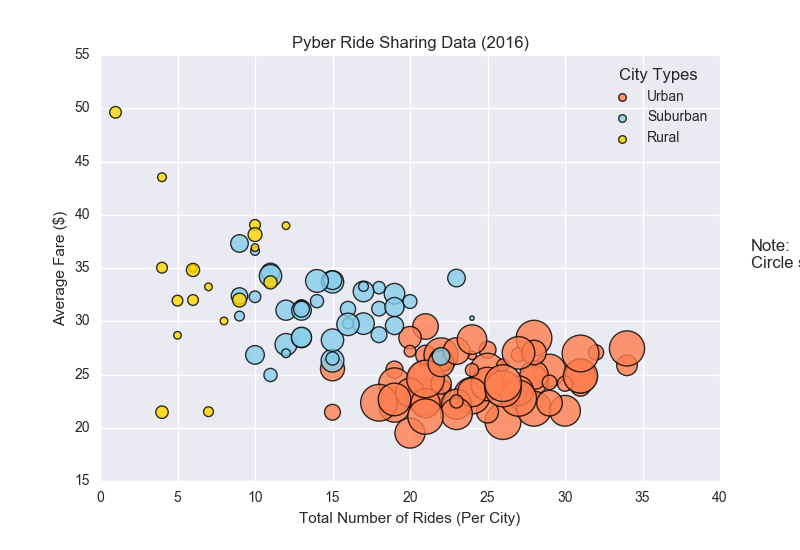 Pyber Ride Sharing Data (2016)
55
50
45
40
35
30
25
20
15
Average Fare ($)
City Types
Urban
Suburban
Rural
Note:
Circle
0
5
10
15
20
25
30
35
40
Total Number of Rides (Per City)